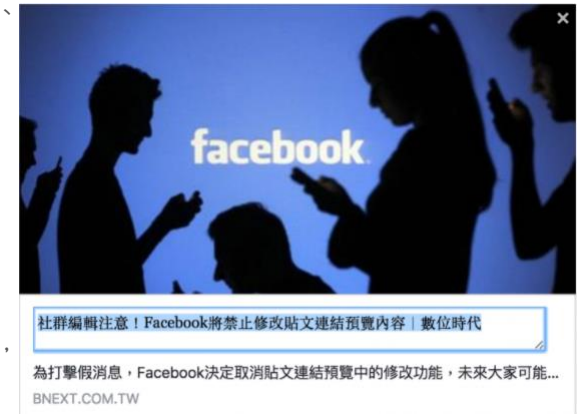 、
facebook
社群編輯注意！Facebook將禁止修改貼文連結預覽內容｜數位時代
，
為打擊假消息，Facebook決定取消貼文連結預覽中的修改功能，未來大家可能...
BNEXT.COM.TW